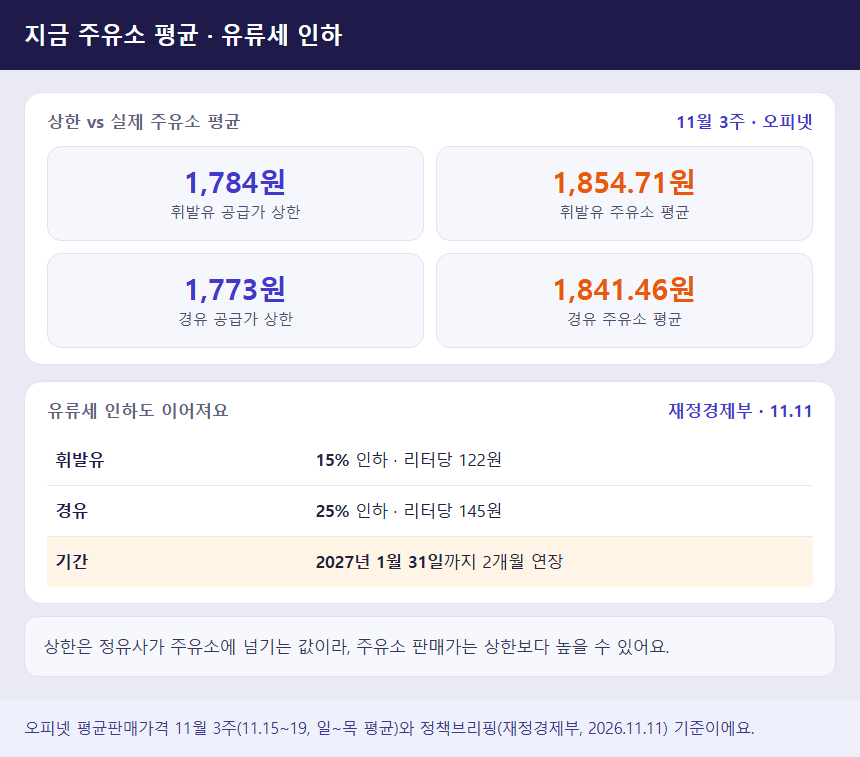 지금 주유소 평균 · 유류세 인하
상한 vs 실제 주유소 평균
11월 3주 · 오피넷
1,784원
휘발유 공급가 상한
1,854.71원
휘발유 주유소 평균
1,773원
경유 공급가 상한
1,841.46원
경유 주유소 평균
유류세 인하도 이어져요
재정경제부 · 11.11
휘발유 15% 인하 · 리터당 122원
경유 25% 인하 · 리터당 145원
기간 2027년 1월 31일까지 2개월 연장
상한은 정유사가 주유소에 넘기는 값이라, 주유소 판매가는 상한보다 높을 수 있어요.
오피넷 평균판매가격 11월 3주(11.15~19, 일~목 평균)와 정책브리핑(재정경제부, 2026.11.11) 기준이에요.